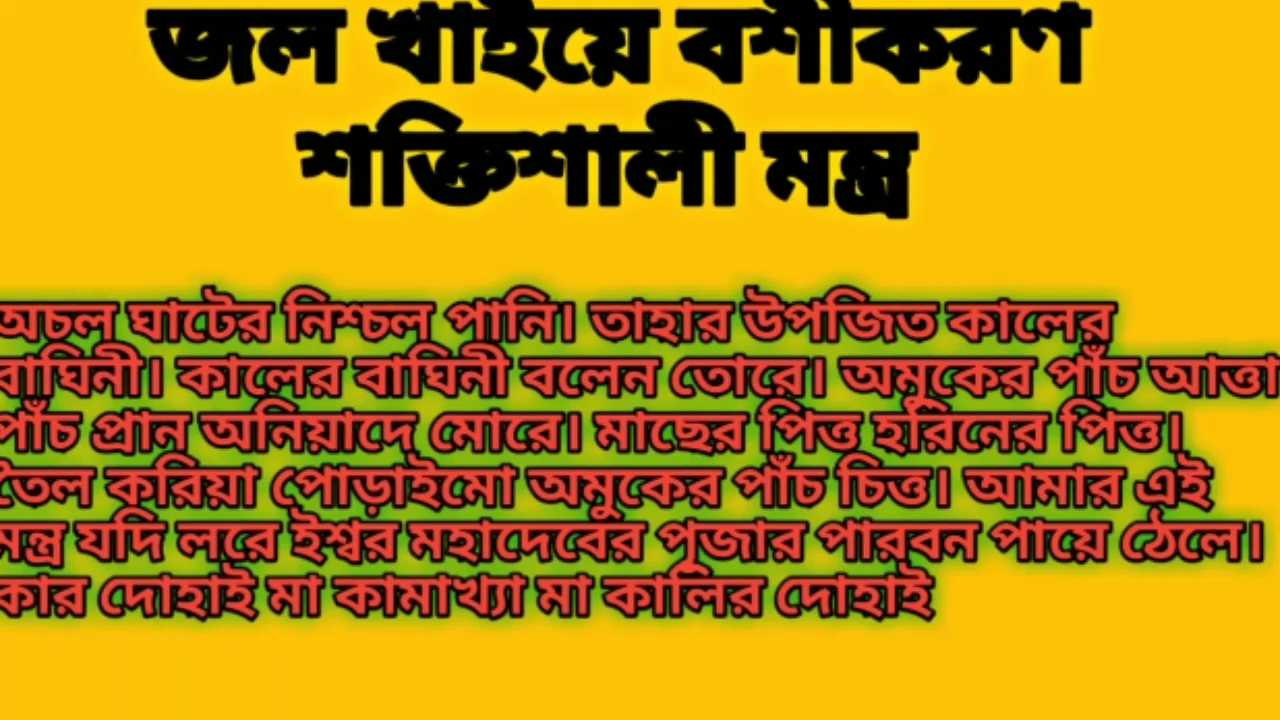 জল খাইয়ে বশীকরণ
শক্তিশালী মন্ত্র
অচল ঘাটের নিশ্চল পানি। তাহার উপজিত কালের
বাঘিনী। কালের বাঘিনী বলেন তোরে। অমুকের পাঁচ আত্তা
পাঁচ প্রান অনিয়াদে মোরে। মাছের পিত্ত হরিনের পিত্ত।
তৈল করিয়া পোড়াইমো অমুকের পাঁচ চিত্ত। আমার এই
মন্ত্র যদি লরে ইশ্বর মহাদেবের পূজার পারবন পায়ে ঠেলে।
কার দোহাই মা কামাখ্যা মা কালির দোহাই